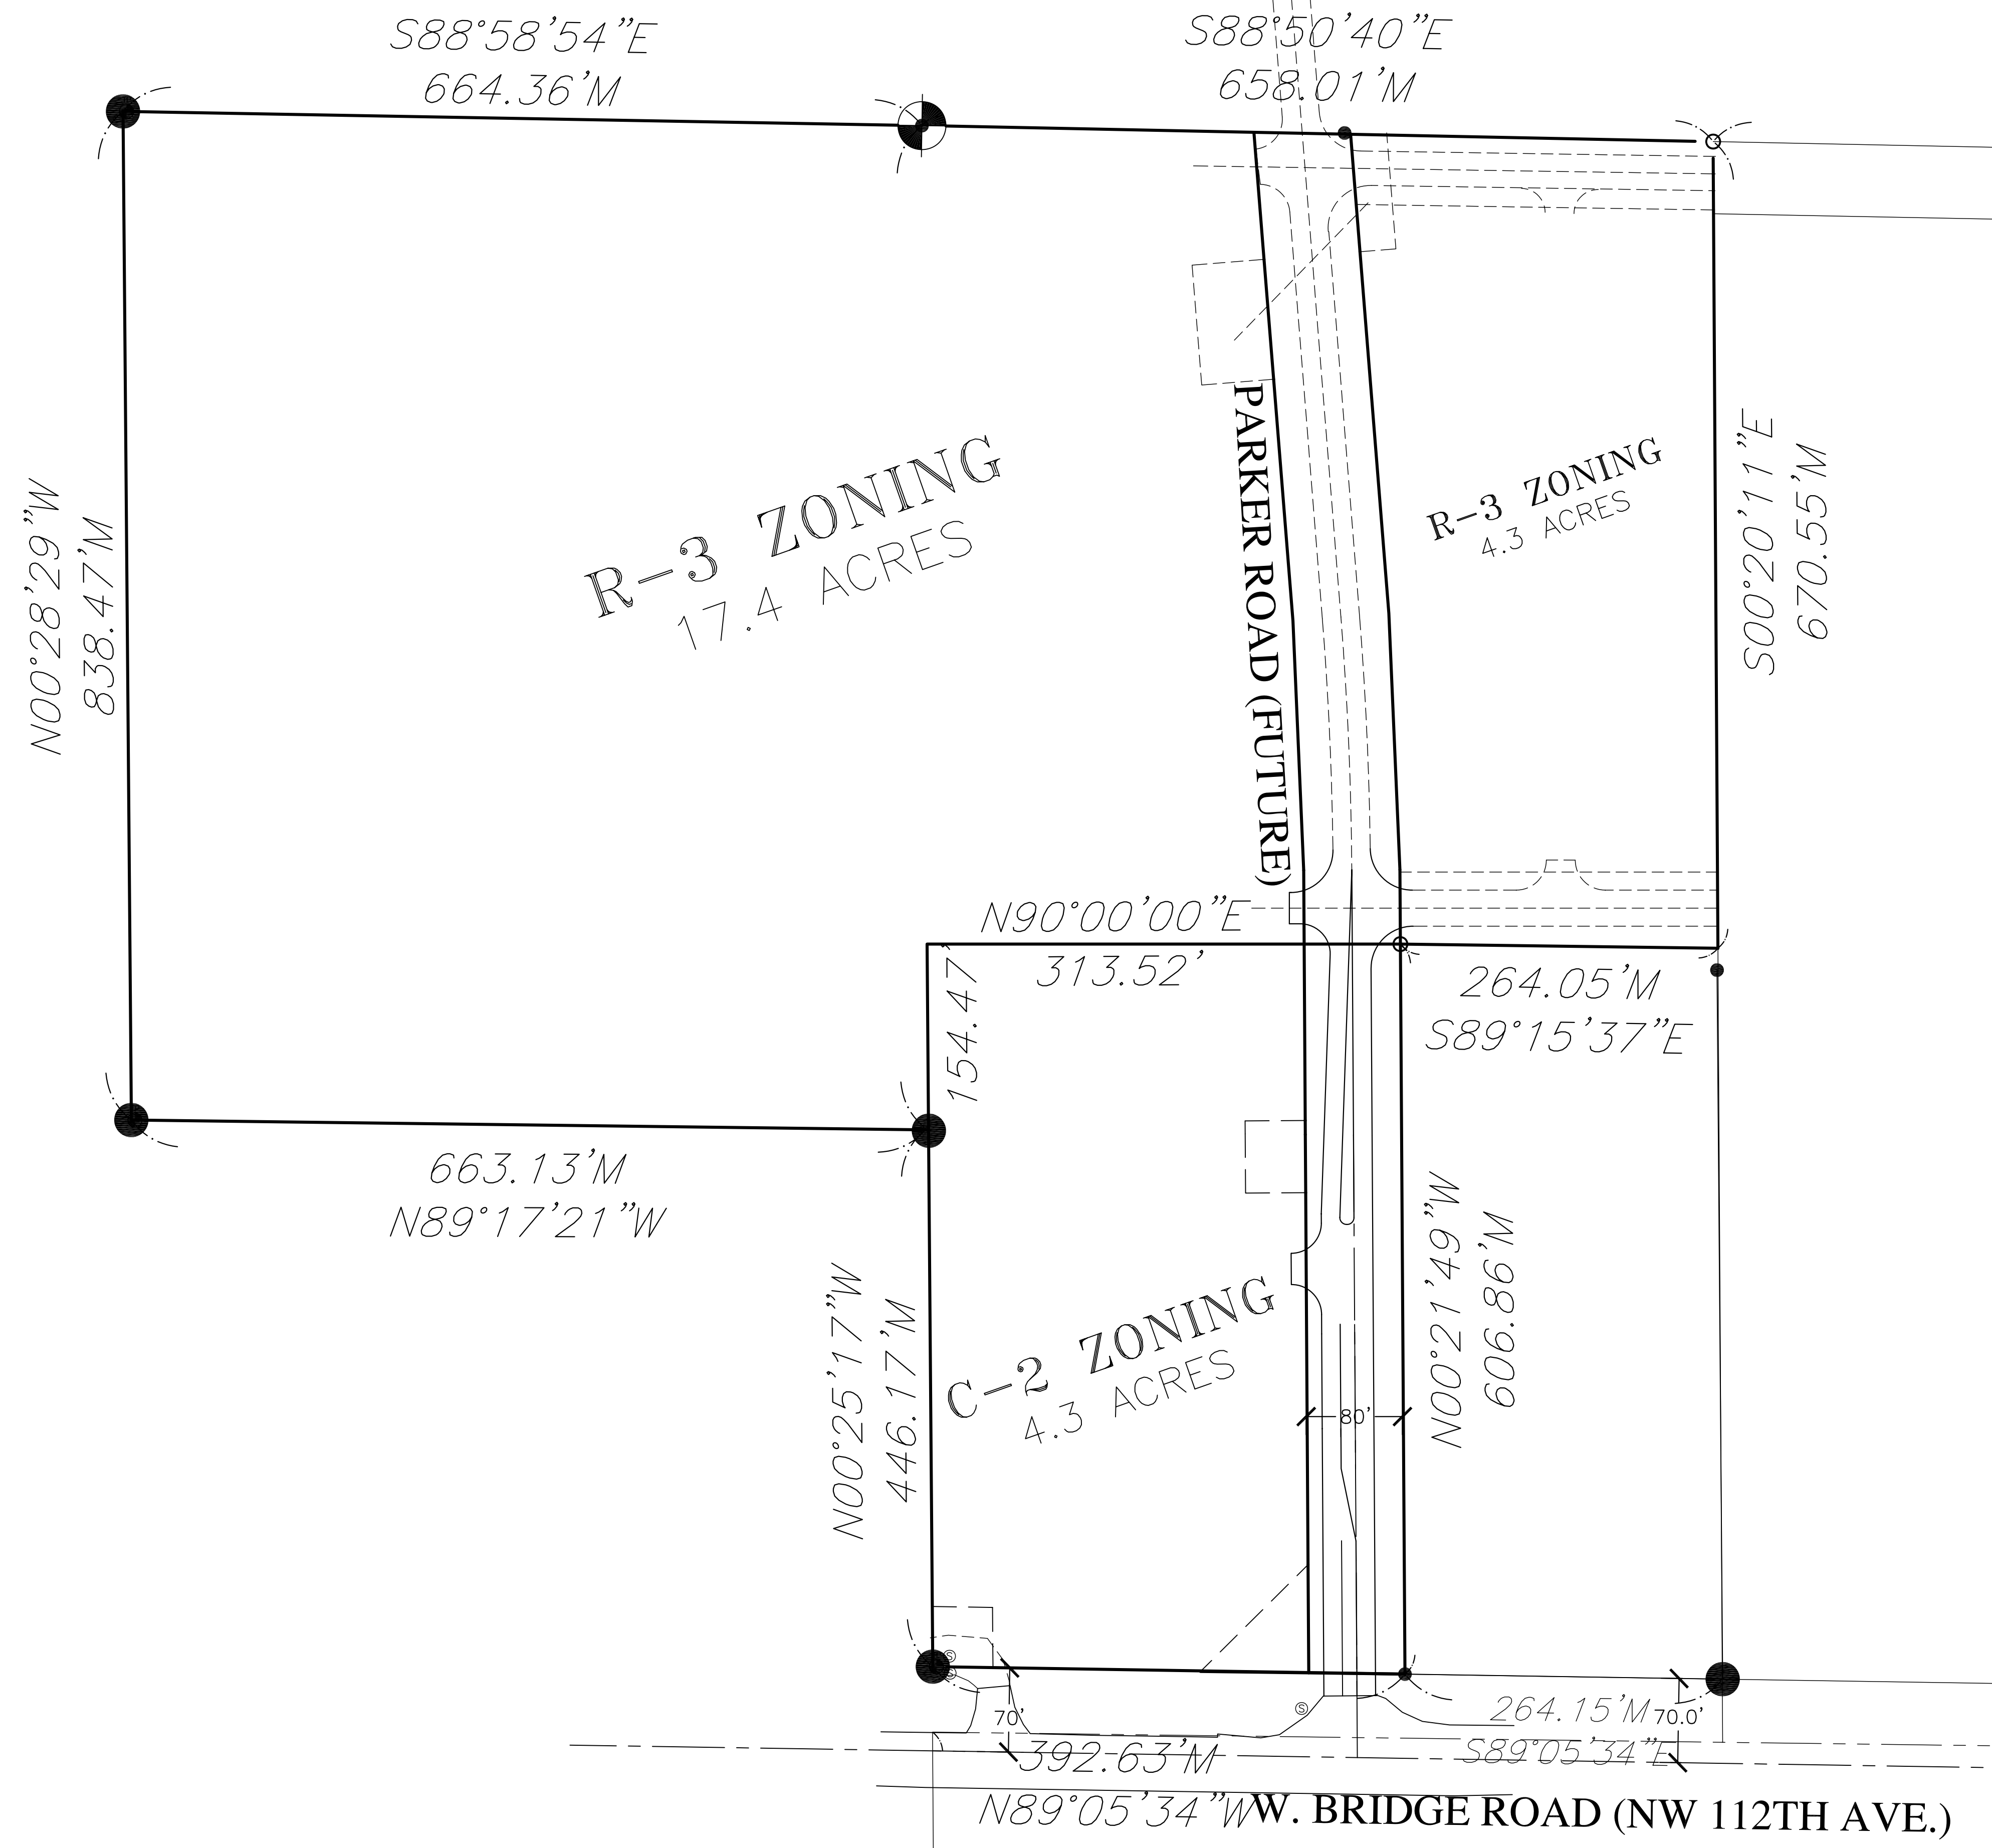 S88°58'54"E
664.36'M
S88°50'40"E
658.01'M
N00°28'29"W
838.47'M
R-3 ZONING
17.4 ACRES
PARKER ROAD (FUTURE)
R-3 ZONING
4.3 ACRES
S00°20'11"E
670.55'M
N90°00'00"E
313.52'
154.47
264.05'M
S89°15'37"E
663.13'M
N89°17'21"W
N00°25'17"W
446.17'M
C-2 ZONING
4.3 ACRES
80'
N00°21'49"W
606.86'M
S
S
S
70'
264.15'M
70.0'
S89°05'34"E
392.63'M
N89°05'34"W
W. BRIDGE ROAD (NW 112TH AVE.)